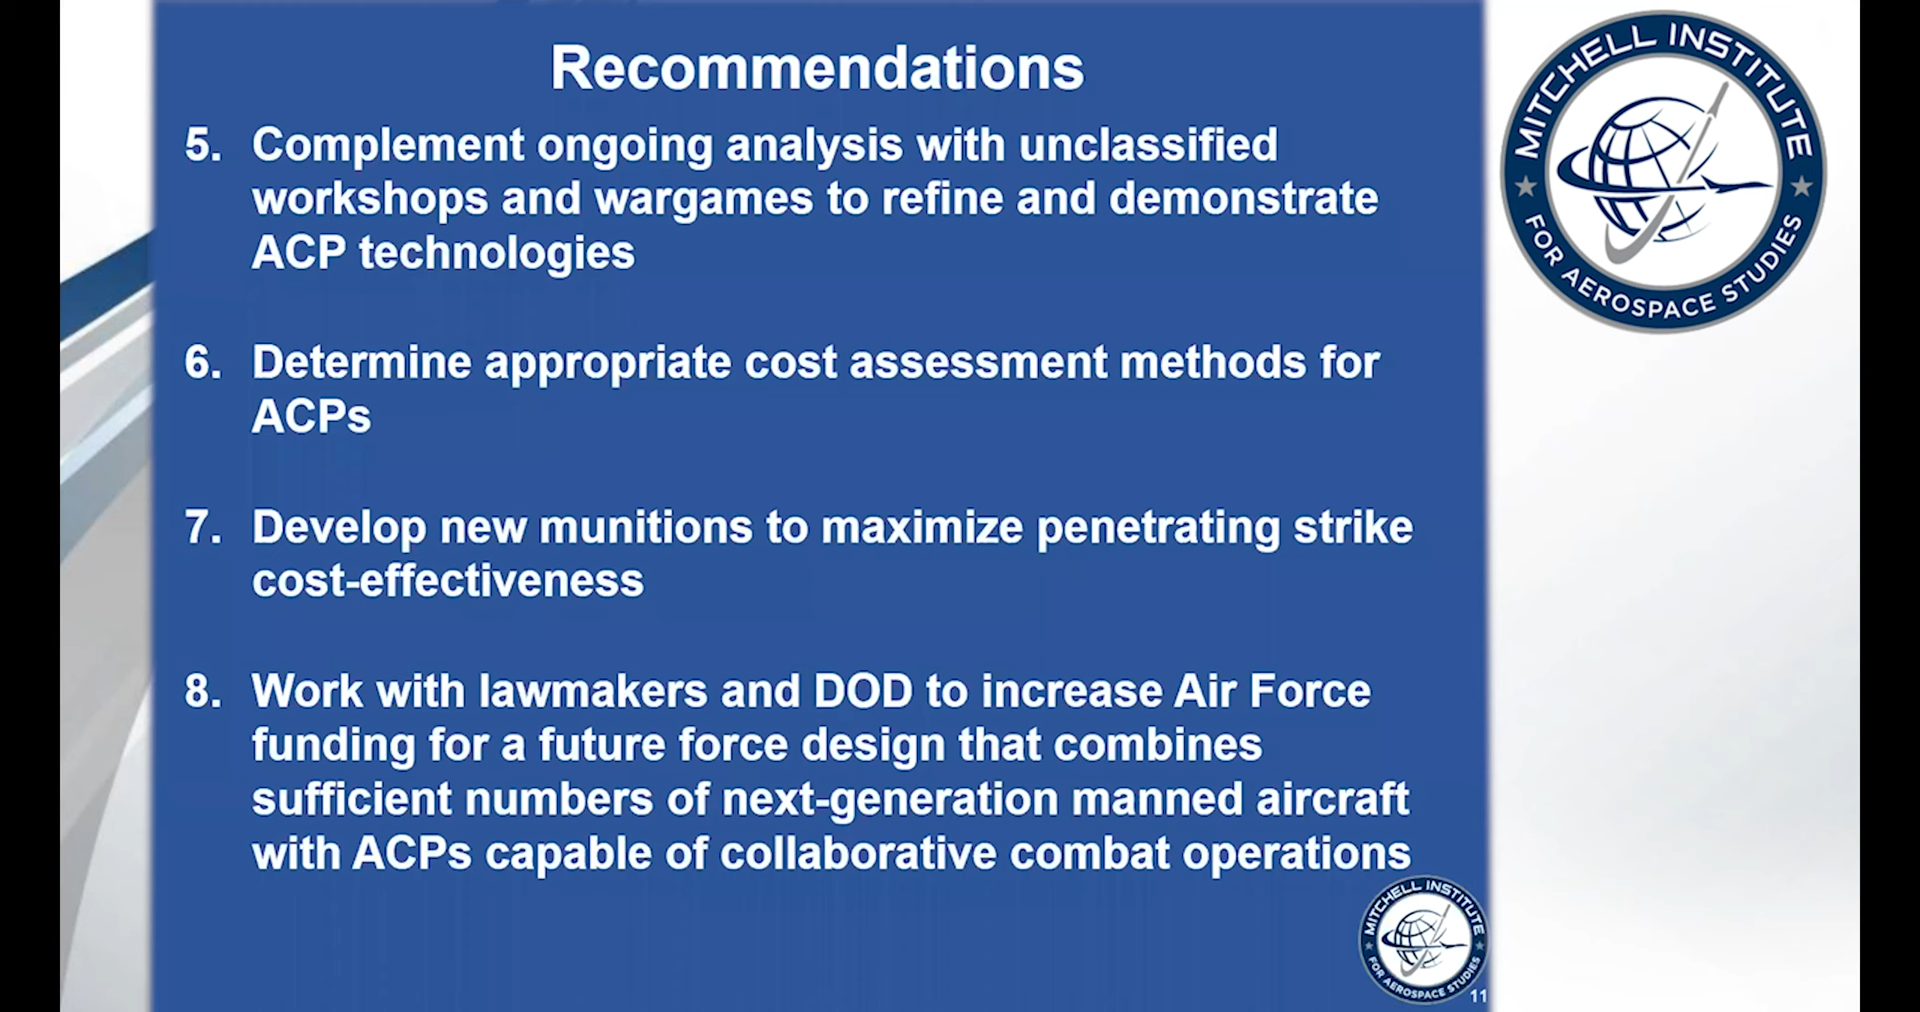 Recommendations
5. Complement ongoing analysis with unclassified
workshops and wargames to refine and demonstrate
ACP technologies
6. Determine appropriate cost assessment methods for
ACPs
7. Develop new munitions to maximize penetrating strike
cost-effectiveness
8. Work with lawmakers and DOD to increase Air Force
funding for a future force design that combines
sufficient numbers of next-generation manned aircraft
with ACPs capable of collaborative combat operations
MITCHELL INSTITUTE
FOR AEROSPACE STUDIES
MITCHELL INSTITUTE
FOR AEROSPACE STUDIES
11